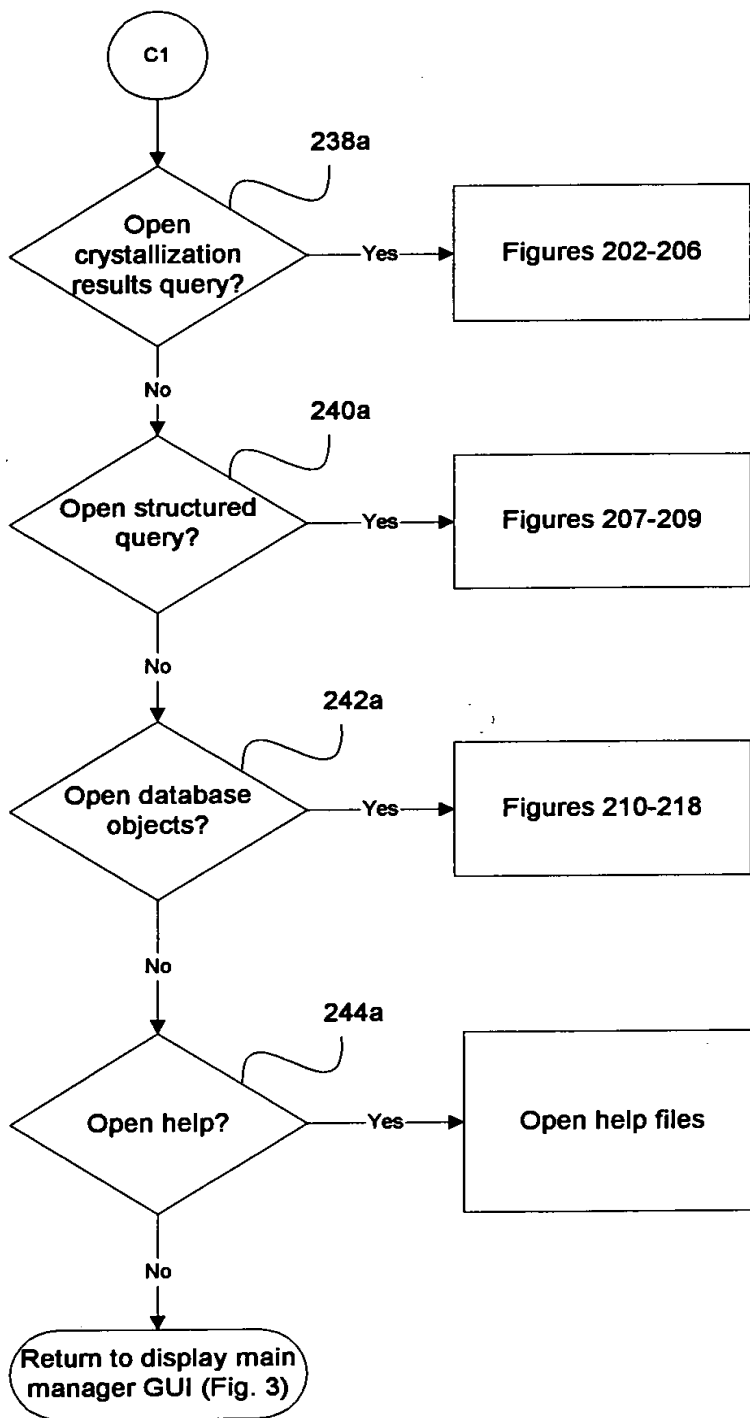 C1
238a
Open
crystallization
results query?
Yes
Figures 202-206
No
240a
Open structured
query?
Yes
Figures 207-209
No
242a
Open database
objects?
Yes
Figures 210-218
No
244a
Open help?
Yes
Open help files
No
Return to display main
manager GUI (Fig. 3)